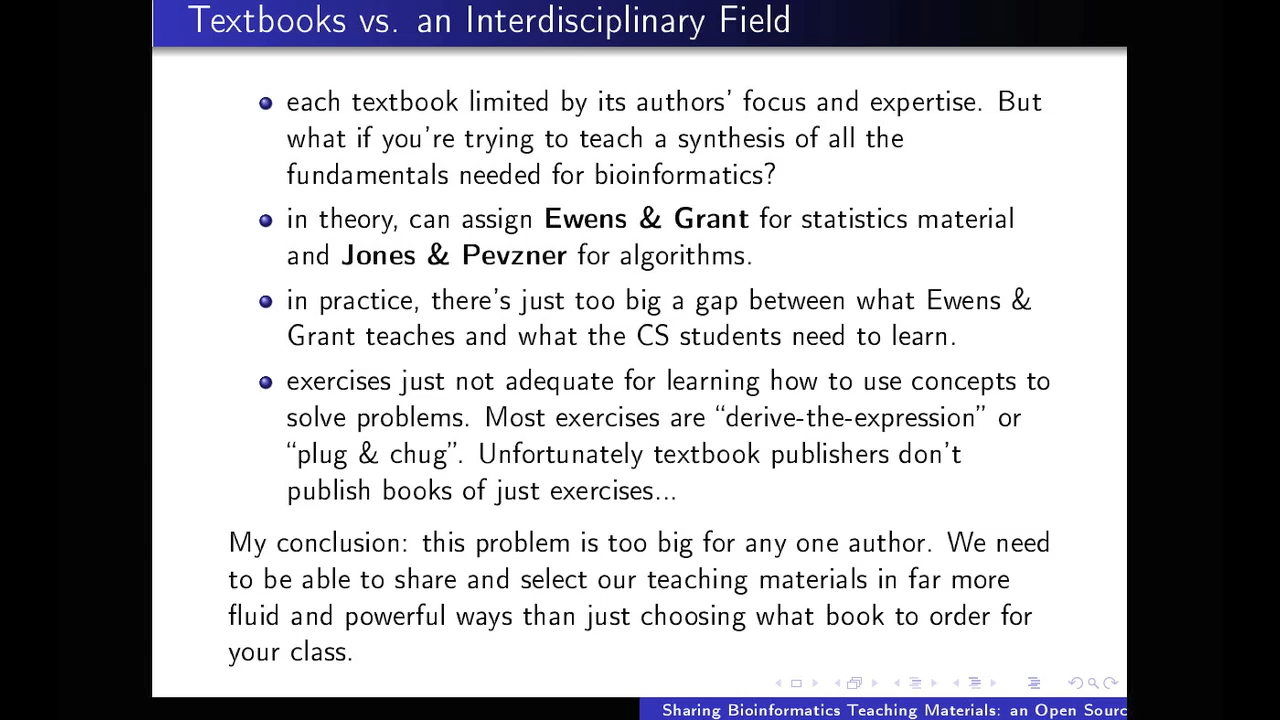 Textbooks vs. an Interdisciplinary Field
each textbook limited by its authors' focus and expertise. But
what if you're trying to teach a synthesis of all the
fundamentals needed for bioinformatics?
in theory, can assign Ewens & Grant for statistics material
and Jones & Pevzner for algorithms.
in practice, there's just too big a gap between what Ewens &
Grant teaches and what the CS students need to learn.
exercises just not adequate for learning how to use concepts to
solve problems. Most exercises are “derive-the-expression” or
“plug & chug”. Unfortunately textbook publishers don't
publish books of just exercises...
My conclusion: this problem is too big for any one author. We need
to be able to share and select our teaching materials in far more
fluid and powerful ways than just choosing what book to order for
your class.
Sharing Bioinformatics Teaching Materials: an Open Sourc